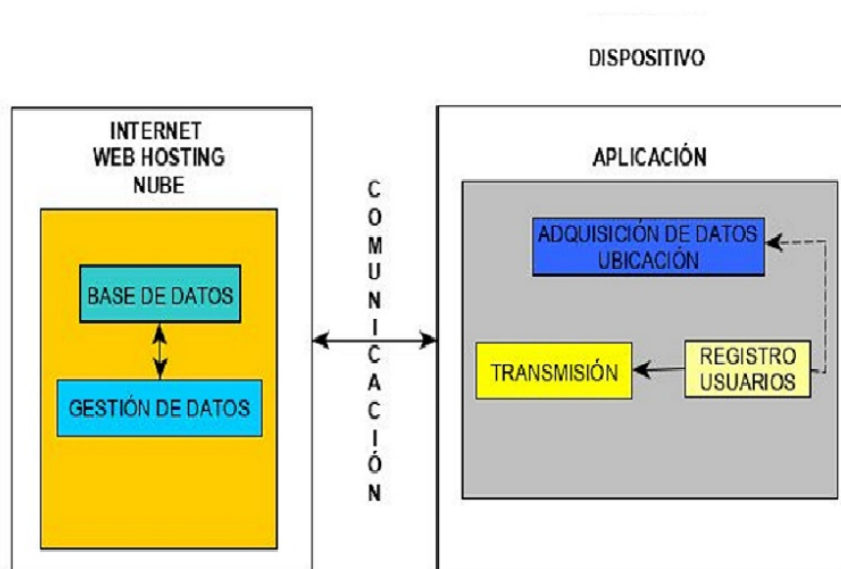 DISPOSITIVO
INTERNET
WEB HOSTING
NUBE
BASE DE DATOS
GESTIÓN DE DATOS
COMUNICACIÓN
APLICACIÓN
ADQUISICIÓN DE DATOS
UBICACIÓN
TRANSMISIÓN
REGISTRO
USUARIOS